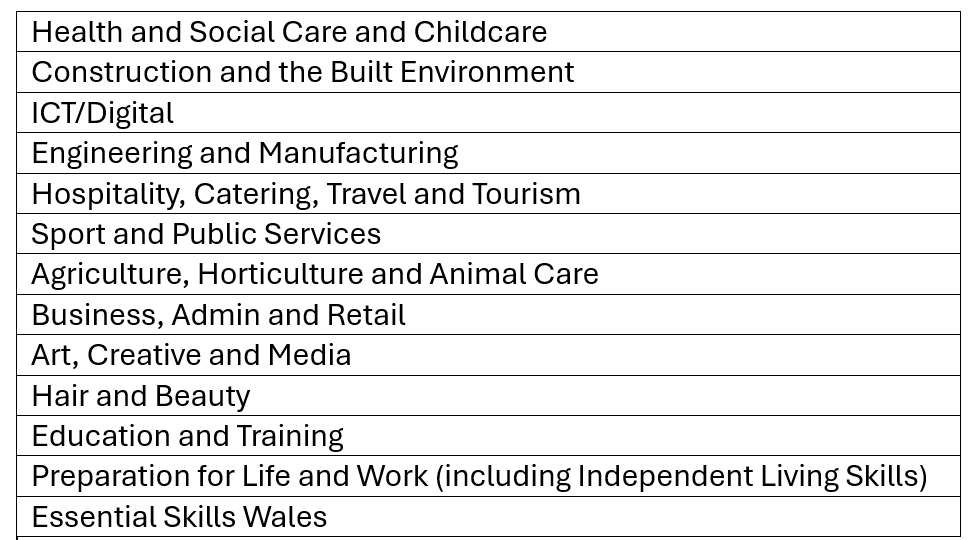 Health and Social Care and Childcare
Construction and the Built Environment
ICT/Digital
Engineering and Manufacturing
Hospitality, Catering, Travel and Tourism
Sport and Public Services
Agriculture, Horticulture and Animal Care
Business, Admin and Retail
Art, Creative and Media
Hair and Beauty
Education and Training
Preparation for Life and Work (including Independent Living Skills)
Essential Skills Wales